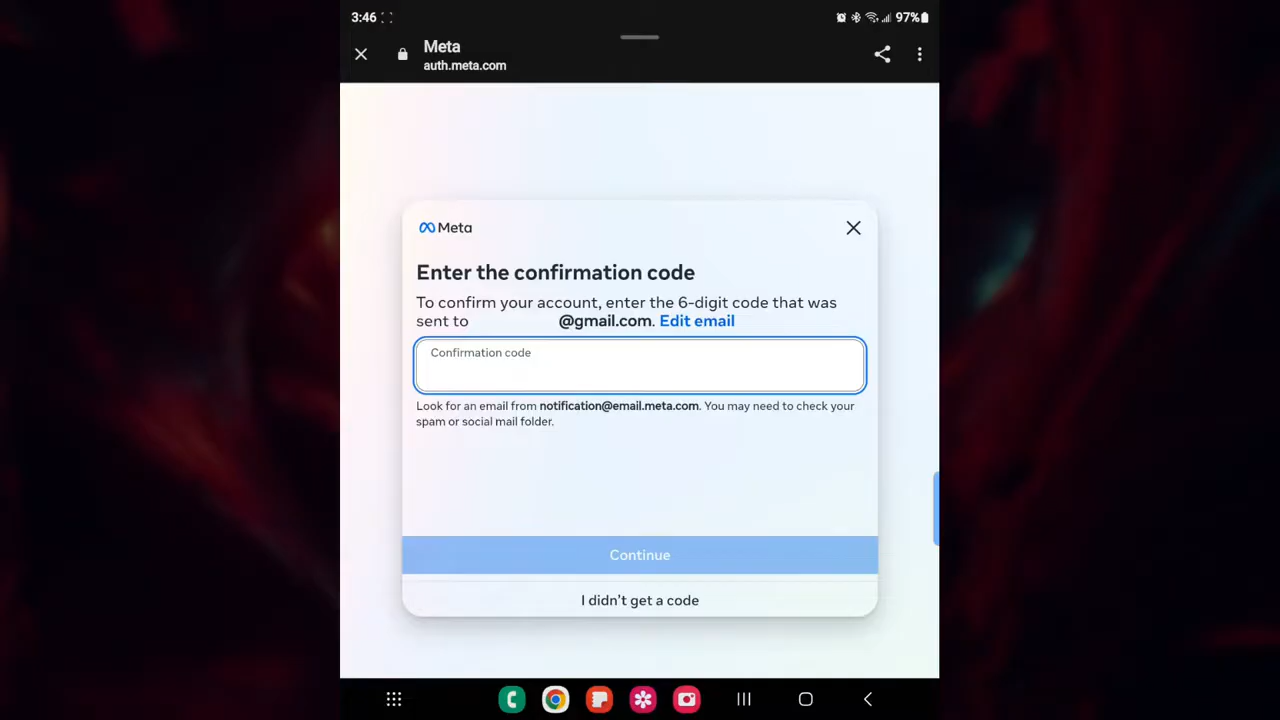 3:46
97%
Meta
auth.meta.com
Meta
Enter the confirmation code
To confirm your account, enter the 6-digit code that was
sent to @gmail.com. Edit email
Confirmation code
Look for an email from notification@email.meta.com. You may need to check your
spam or social mail folder.
Continue
I didn't get a code